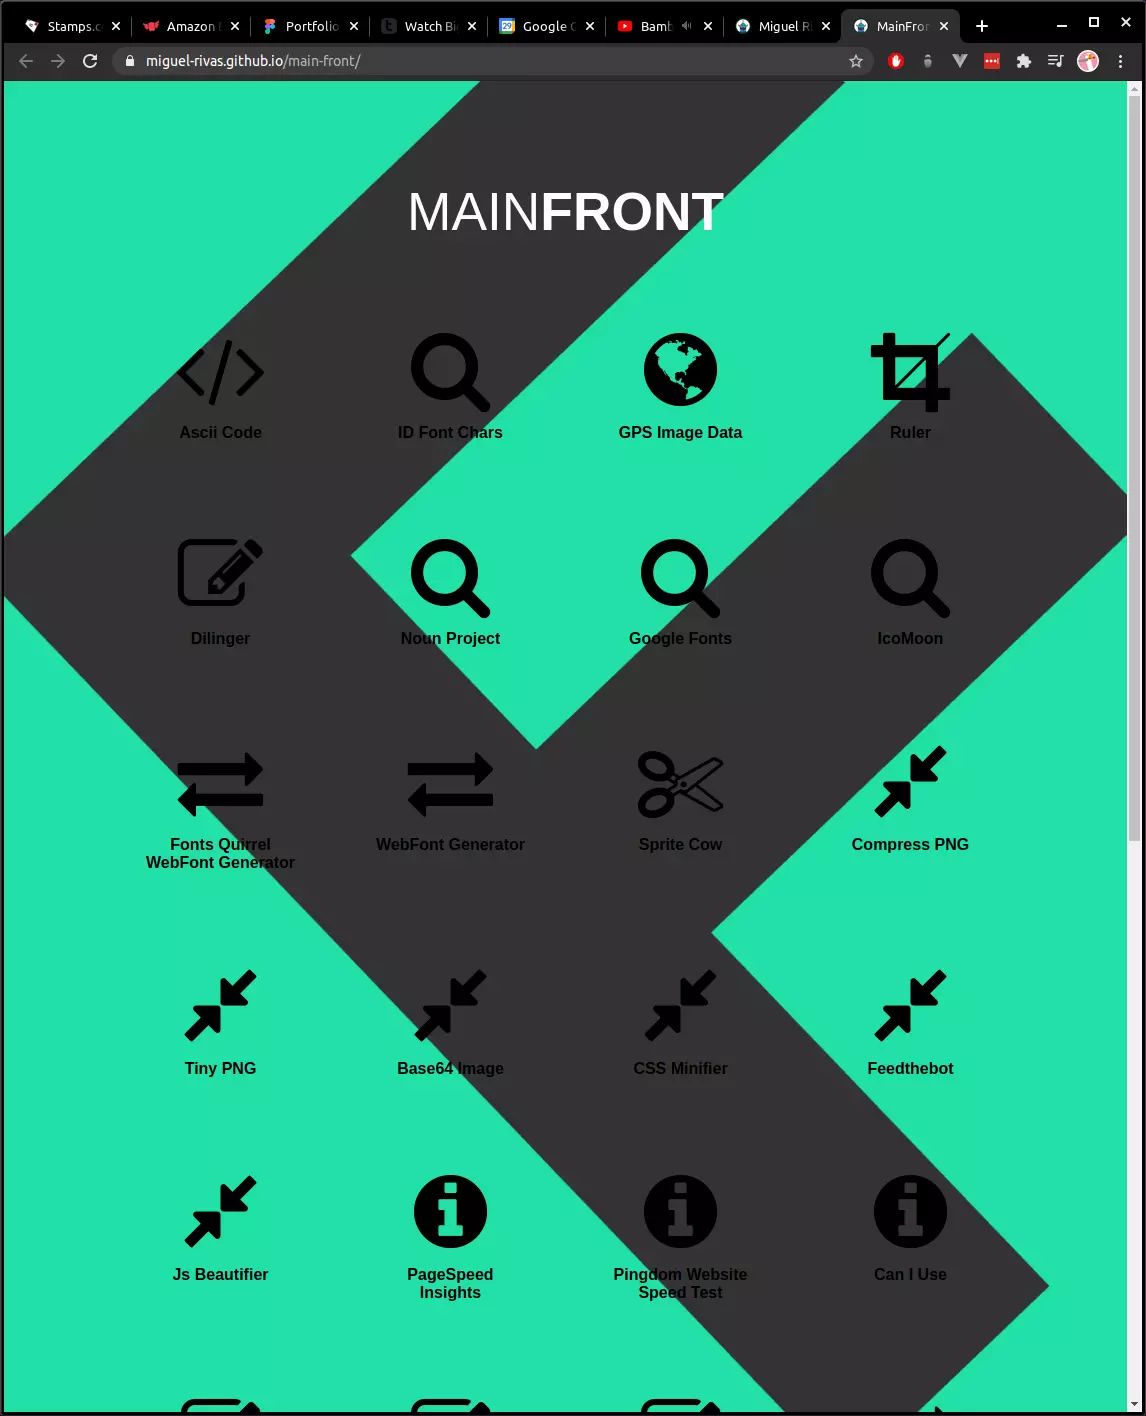 Stamps.c
Amazon
Portfolio
Watch
Google
Bamb
Miguel
MainFron
miguel-rivas.github.io/main-front/
MAINFRONT
Ascii Code
ID Font Chars
GPS Image Data
Ruler
Dilinger
Noun Project
Google Fonts
IcoMoon
Fonts Quirrel
WebFont Generator
WebFont Generator
Sprite Cow
Compress PNG
Tiny PNG
Base64 Image
CSS Minifier
Feedthebot
Js Beautifier
PageSpeed
Insights
Pingdom Website
Speed Test
Can I Use